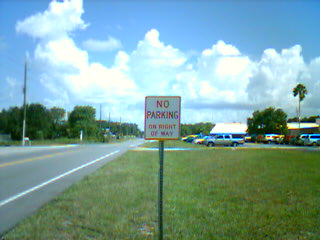 NO
PARKING
ON RIGHT
OF WAY